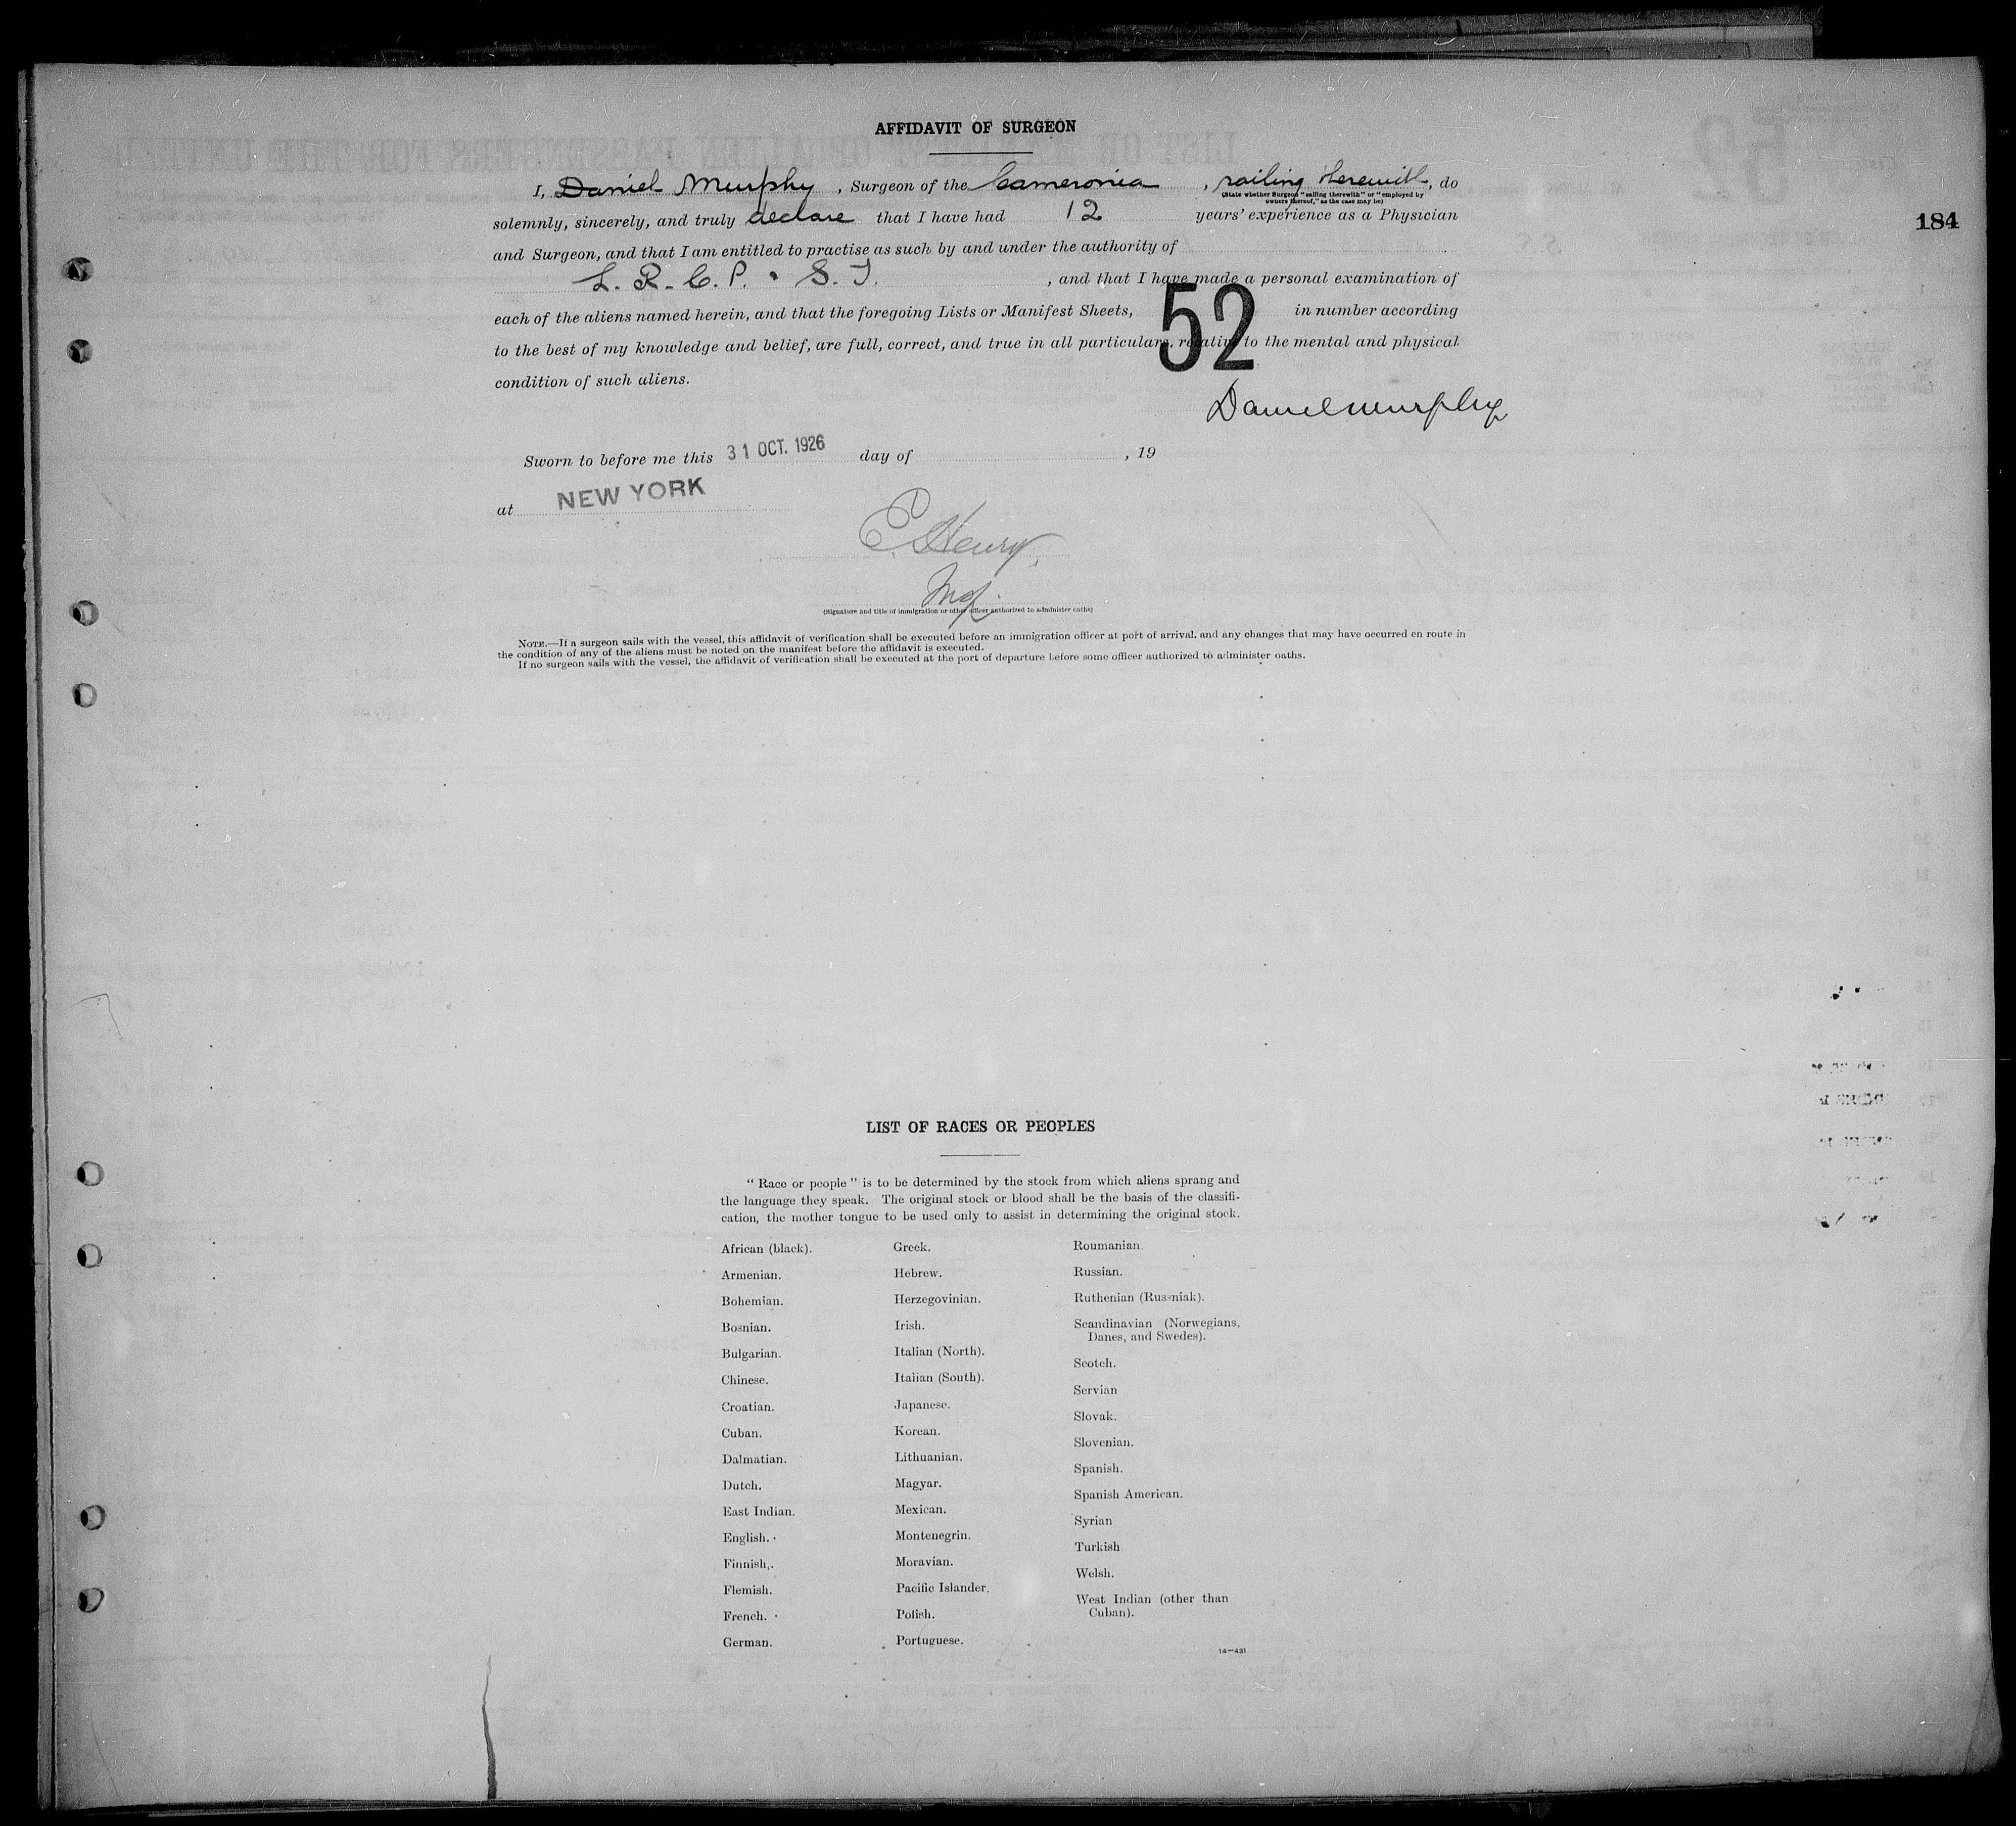 AFFIDAVIT OF SURGEON
I, Daniel Murphy, Surgeon of the Cameronia, sailing therewith, do
(State whether Surgeon "sailing therewith" or "employed by
owners thereof," as the case may be)
solemnly, sincerely, and truly declare that I have had 12 years' experience as a Physician
184
and Surgeon, and that I am entitled to practise as such by and under the authority of
L. R. C. P. • S. I. , and that I have made a personal examination of
each of the aliens named herein, and that the foregoing Lists or Manifest Sheets, 52 in number according
to the best of my knowledge and belief, are full, correct, and true in all particulars, relative to the mental and physical
condition of such aliens.
Daniel Murphy
Sworn to before me this 31 OCT. 1926 day of , 19
at NEW YORK
E. Henry
(Signature and title of immigration or other officer authorized to administer oaths)
NOTE.—If a surgeon sails with the vessel, this affidavit of verification shall be executed before an immigration officer at port of arrival, and any changes that may have occurred en route in
the condition of any of the aliens must be noted on the manifest before the affidavit is executed.
If no surgeon sails with the vessel, the affidavit of verification shall be executed at the port of departure before some officer authorized to administer oaths.
LIST OF RACES OR PEOPLES
" Race or people " is to be determined by the stock from which aliens sprang and
the language they speak. The original stock or blood shall be the basis of the classifi-
cation, the mother tongue to be used only to assist in determining the original stock.
African (black).
Armenian.
Bohemian.
Bosnian.
Bulgarian.
Chinese.
Croatian.
Cuban.
Dalmatian.
Dutch.
East Indian.
English.
Finnish.
Flemish.
French.
German.
Greek.
Hebrew.
Herzegovinian.
Irish.
Italian (North).
Italian (South).
Japanese.
Korean.
Lithuanian.
Magyar.
Mexican.
Montenegrin.
Moravian.
Pacific Islander.
Polish.
Portuguese.
Roumanian.
Russian.
Ruthenian (Russniak).
Scandinavian (Norwegians,
Danes, and Swedes).
Scotch.
Servian
Slovak.
Slovenian.
Spanish.
Spanish American.
Syrian
Turkish
Welsh.
West Indian (other than
Cuban).
14—431